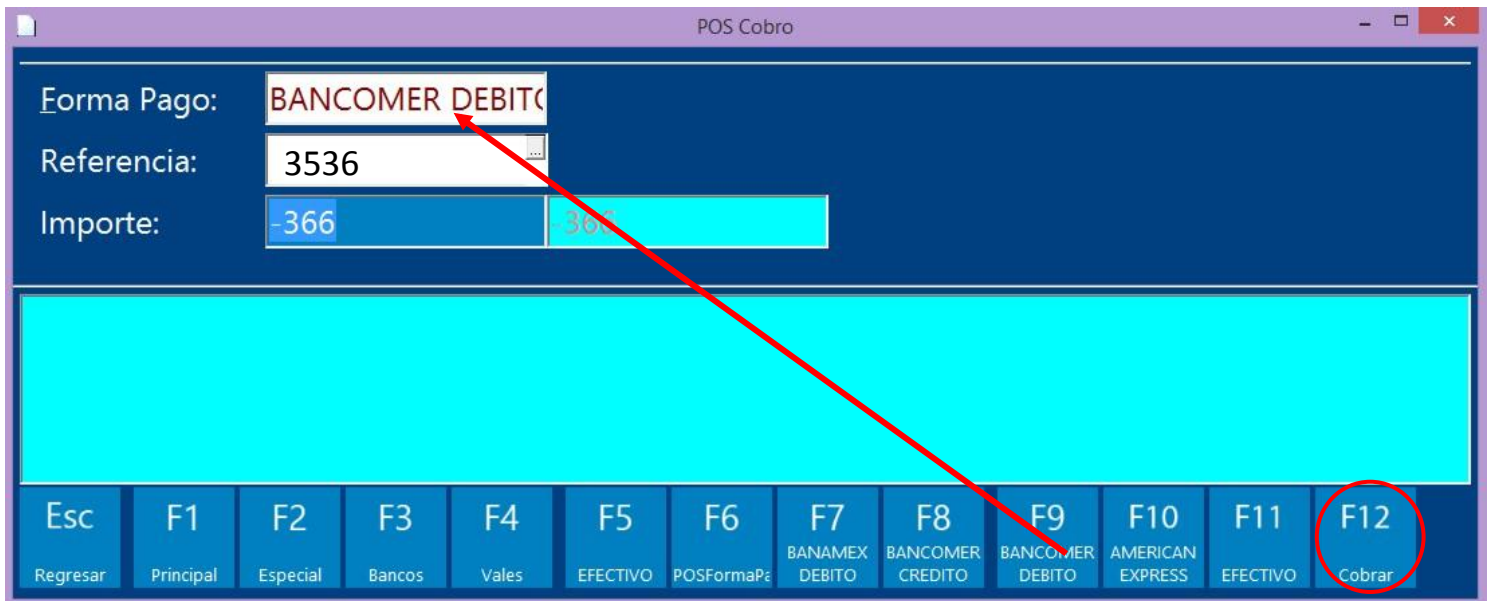 POS Cobro
Forma Pago: BANCOMER DEBITO
Referencia: 3536 ...
Importe: -366 -366
Esc F1 F2 F3 F4 F5 F6 F7 F8 F9 F10 F11 F12
Regresar Principal Especial Bancos Vales EFECTIVO POSFormaPa BANAMEX DEBITO BANCOMER CREDITO BANCOMER DEBITO AMERICAN EXPRESS EFECTIVO Cobrar